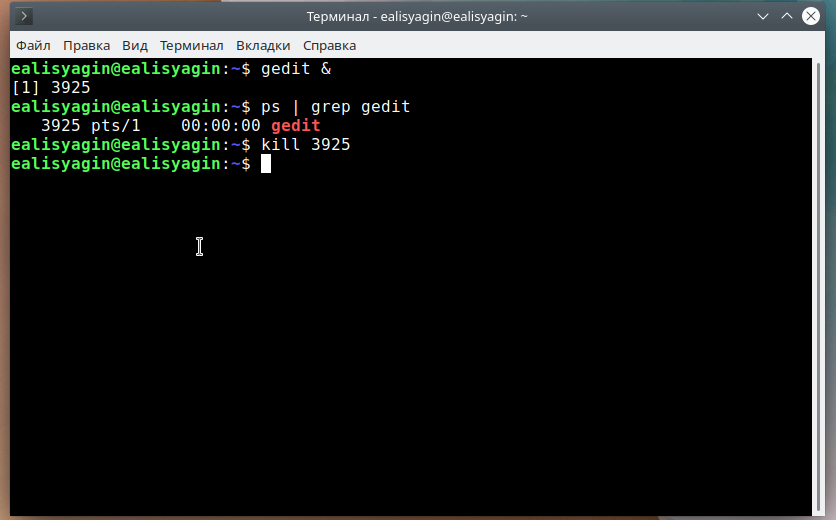 Терминал - ealisyagin@ealisyagin: ~
Файл Правка Вид Терминал Вкладки Справка
ealisyagin@ealisyagin:~$ gedit &
[1] 3925
ealisyagin@ealisyagin:~$ ps | grep gedit
   3925 pts/1    00:00:00 gedit
ealisyagin@ealisyagin:~$ kill 3925
ealisyagin@ealisyagin:~$